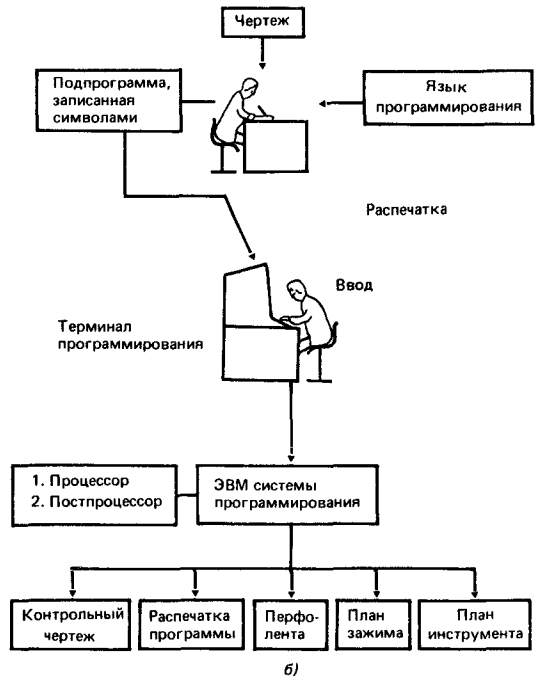 Чертеж
Подпрограмма,
записанная
символами
Язык
программирования
Распечатка
Ввод
Терминал
программирования
1. Процессор
2. Постпроцессор
ЭВМ системы
программирования
Контрольный
чертеж
Распечатка
программы
Перфо-
лента
План
зажима
План
инструмента
б)